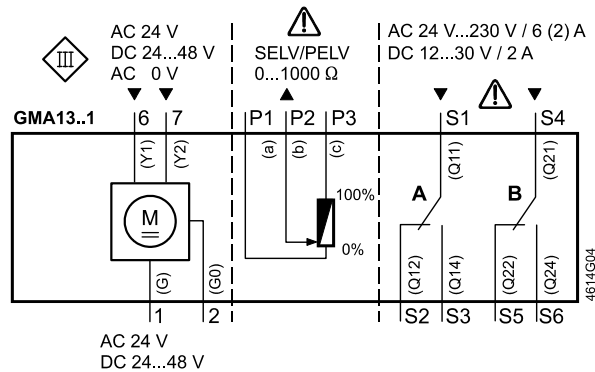 AC 24 V
DC 24...48 V
AC 0 V
III
SELV/PELV
0...1000 Ω
AC 24 V...230 V / 6 (2) A
DC 12...30 V / 2 A
GMA13..1
6 7 P1 P2 P3 S1 S4
(Y1) (Y2) (a) (b) (c) (Q11) (Q21)
A B
100%
M
0%
(G) (G0) (Q12) (Q14) (Q22) (Q24)
1 2 S2 S3 S5 S6
AC 24 V
DC 24...48 V
4614G04